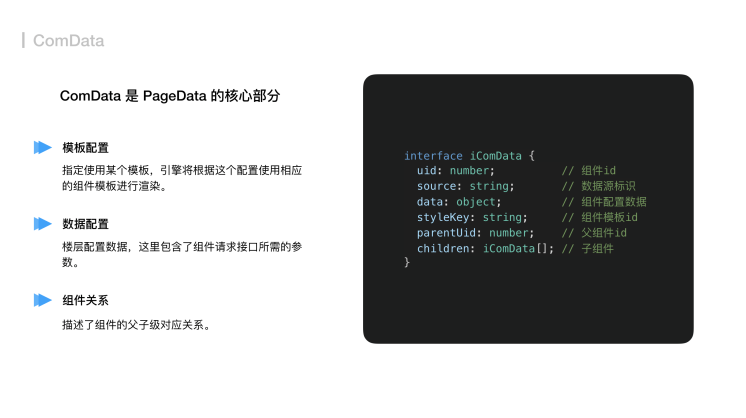 ComData
ComData 是 PageData 的核心部分
模板配置
指定使用某个模板，引擎将根据这个配置使用相应
的组件模板进行渲染。
数据配置
楼层配置数据，这里包含了组件请求接口所需的参
数。
组件关系
描述了组件的父子级对应关系。
interface iComData {
  uid: number;          // 组件id
  source: string;       // 数据源标识
  data: object;         // 组件配置数据
  styleKey: string;     // 组件模板id
  parentUid: number;    // 父组件id
  children: iComData[]; // 子组件
}